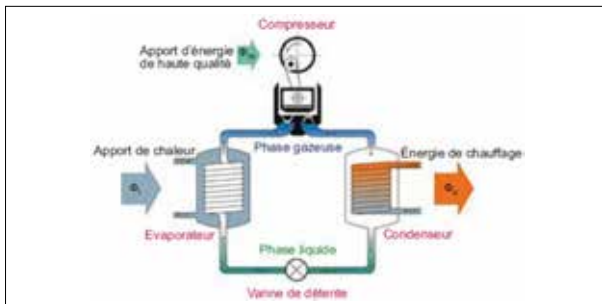 Compresseur
Apport d'énergie
de haute qualité
Phase gazeuse
Apport de chaleur
Énergie de chauffage
Evaporateur
Phase liquide
Condenseur
Vanne de détente